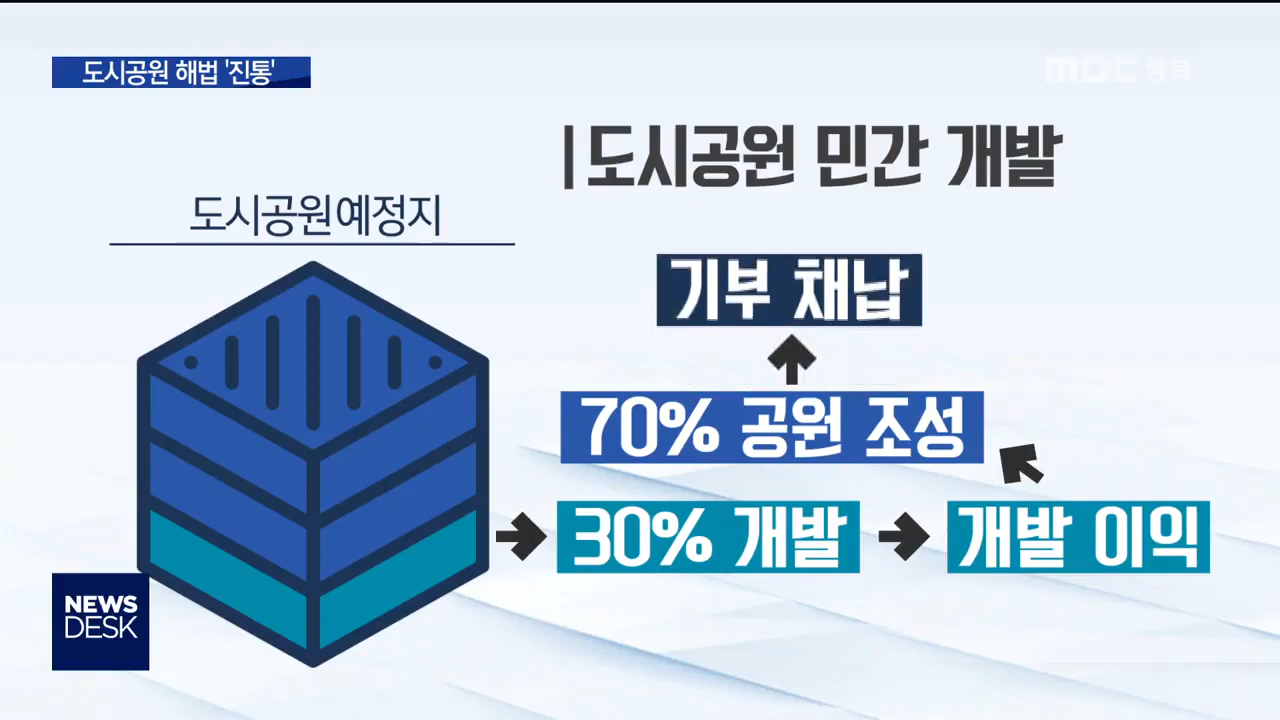 도시공원 해법 '진통'
MBC 충북
도시공원 민간 개발
도시공원예정지
기부 채납
70% 공원 조성
30% 개발
개발 이익
NEWS
DESK